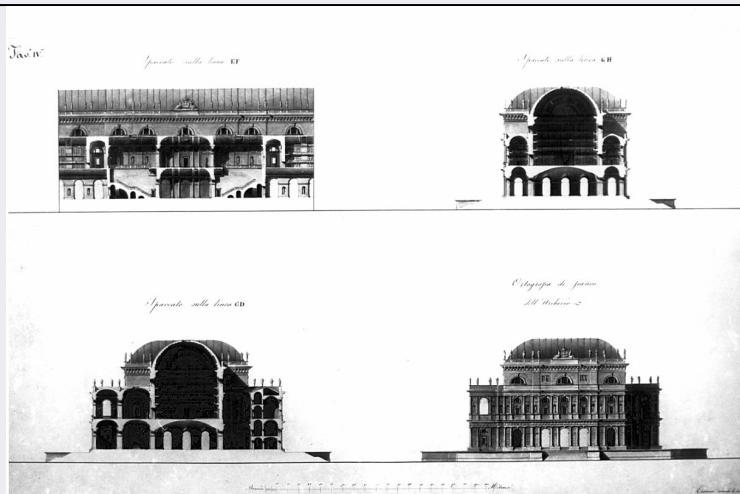 Tav. IV.
Spaccato sulla linea EF
Spaccato sulla linea GH
Spaccato sulla linea CD
Ortografia di fianco
dell'Archivio
Milano